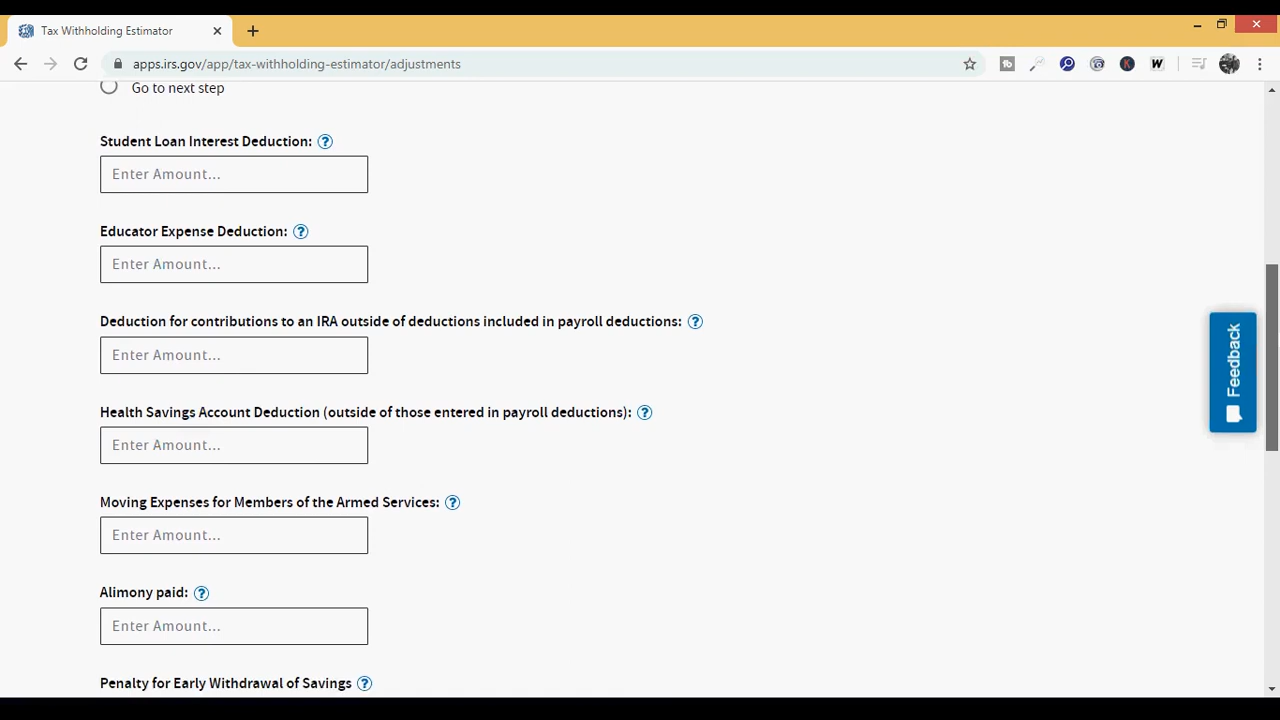 Tax Withholding Estimator
apps.irs.gov/app/tax-withholding-estimator/adjustments
Go to next step
Student Loan Interest Deduction: ?
Enter Amount...
Educator Expense Deduction: ?
Enter Amount...
Deduction for contributions to an IRA outside of deductions included in payroll deductions: ?
Enter Amount...
Health Savings Account Deduction (outside of those entered in payroll deductions): ?
Enter Amount...
Moving Expenses for Members of the Armed Services: ?
Enter Amount...
Alimony paid: ?
Enter Amount...
Penalty for Early Withdrawal of Savings ?
Feedback